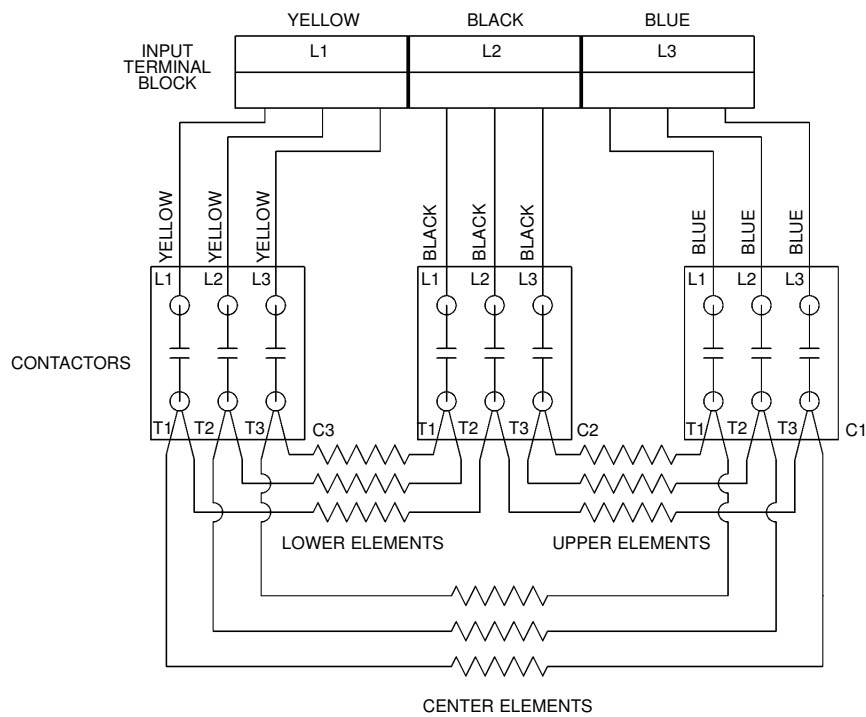 YELLOW BLACK BLUE
INPUT
TERMINAL
BLOCK
L1 L2 L3
YELLOW YELLOW YELLOW BLACK BLACK BLACK BLUE BLUE BLUE
L1 L2 L3 L1 L2 L3 L1 L2 L3
CONTACTORS
T1 T2 T3 C3 T1 T2 T3 C2 T1 T2 T3 C1
LOWER ELEMENTS UPPER ELEMENTS
CENTER ELEMENTS